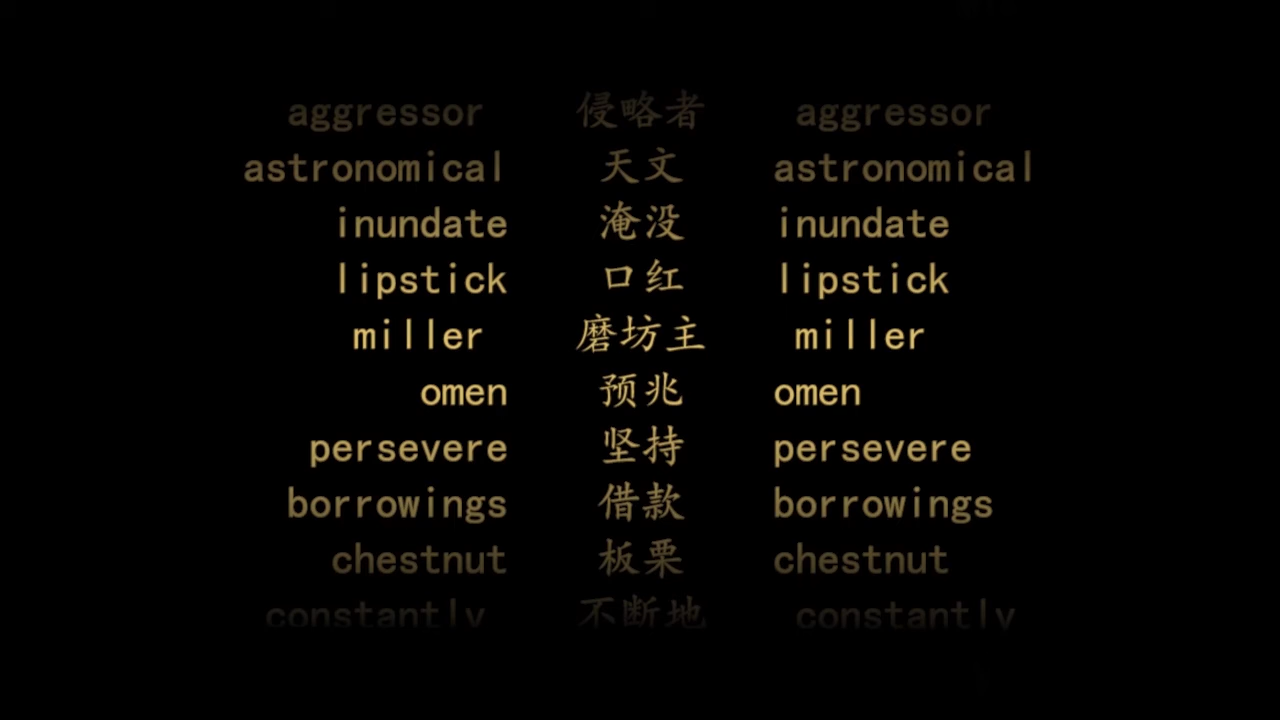 aggressor 侵略者 aggressor
astronomical 天文 astronomical
inundate 淹没 inundate
lipstick 口红 lipstick
miller 磨坊主 miller
omen 预兆 omen
persevere 坚持 persevere
borrowings 借款 borrowings
chestnut 板栗 chestnut
constantly 不断地 constantly